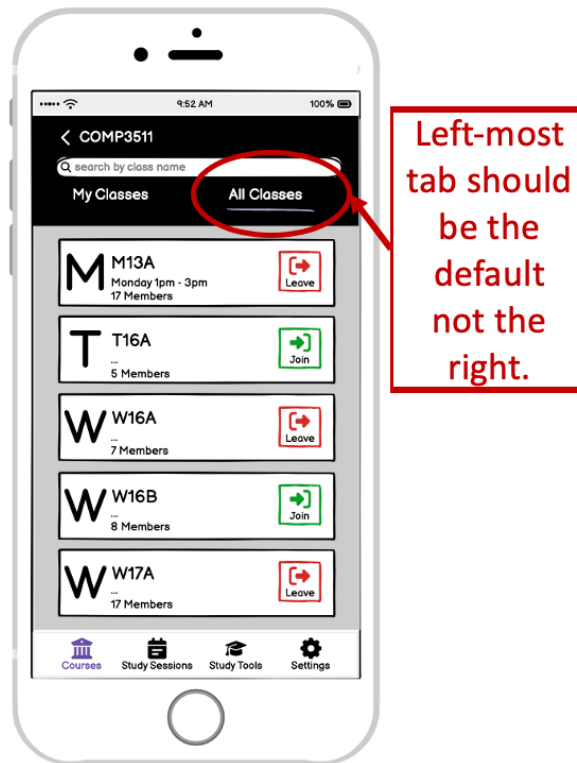 9:52 AM 100%
COMP3511
search by class name
My Classes All Classes
M M13A
Monday 1pm - 3pm
17 Members
Leave
T T16A
...
5 Members
Join
W W16A
...
7 Members
Leave
W W16B
...
8 Members
Join
W W17A
...
17 Members
Leave
Courses Study Sessions Study Tools Settings
Left-most
tab should
be the
default
not the
right.